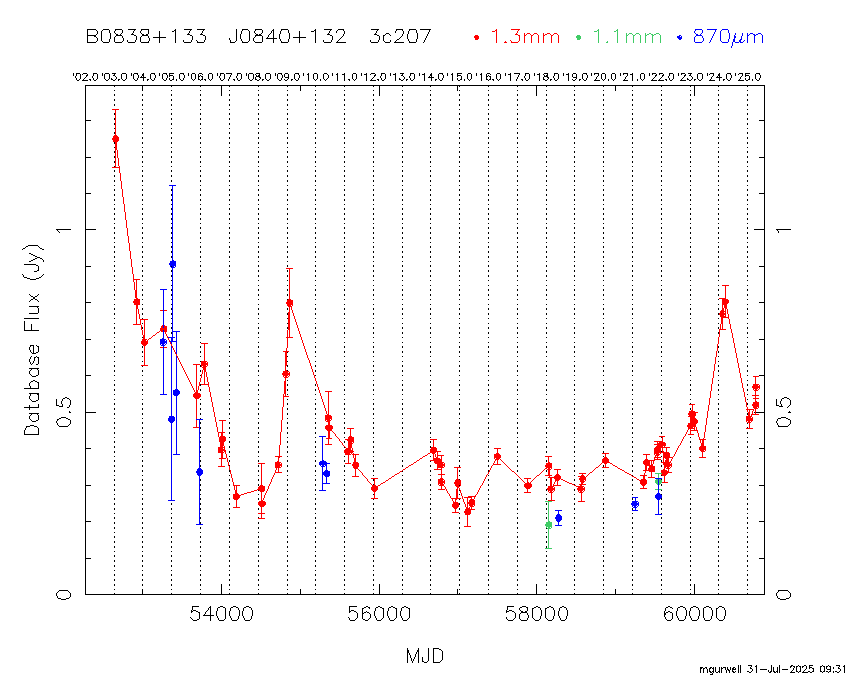 B0838+133 J0840+132 3c207 1.3mm 1.1mm 870μm
'02.0 '03.0 '04.0 '05.0 '06.0 '07.0 '08.0 '09.0 '10.0 '11.0 '12.0 '13.0 '14.0 '15.0 '16.0 '17.0 '18.0 '19.0 '20.0 '21.0 '22.0 '23.0 '24.0 '25.0
Database Flux (Jy)
1 1
0.5 0.5
0 0
54000 56000 58000 60000
MJD
mgurwell 31-Jul-2025 09:31